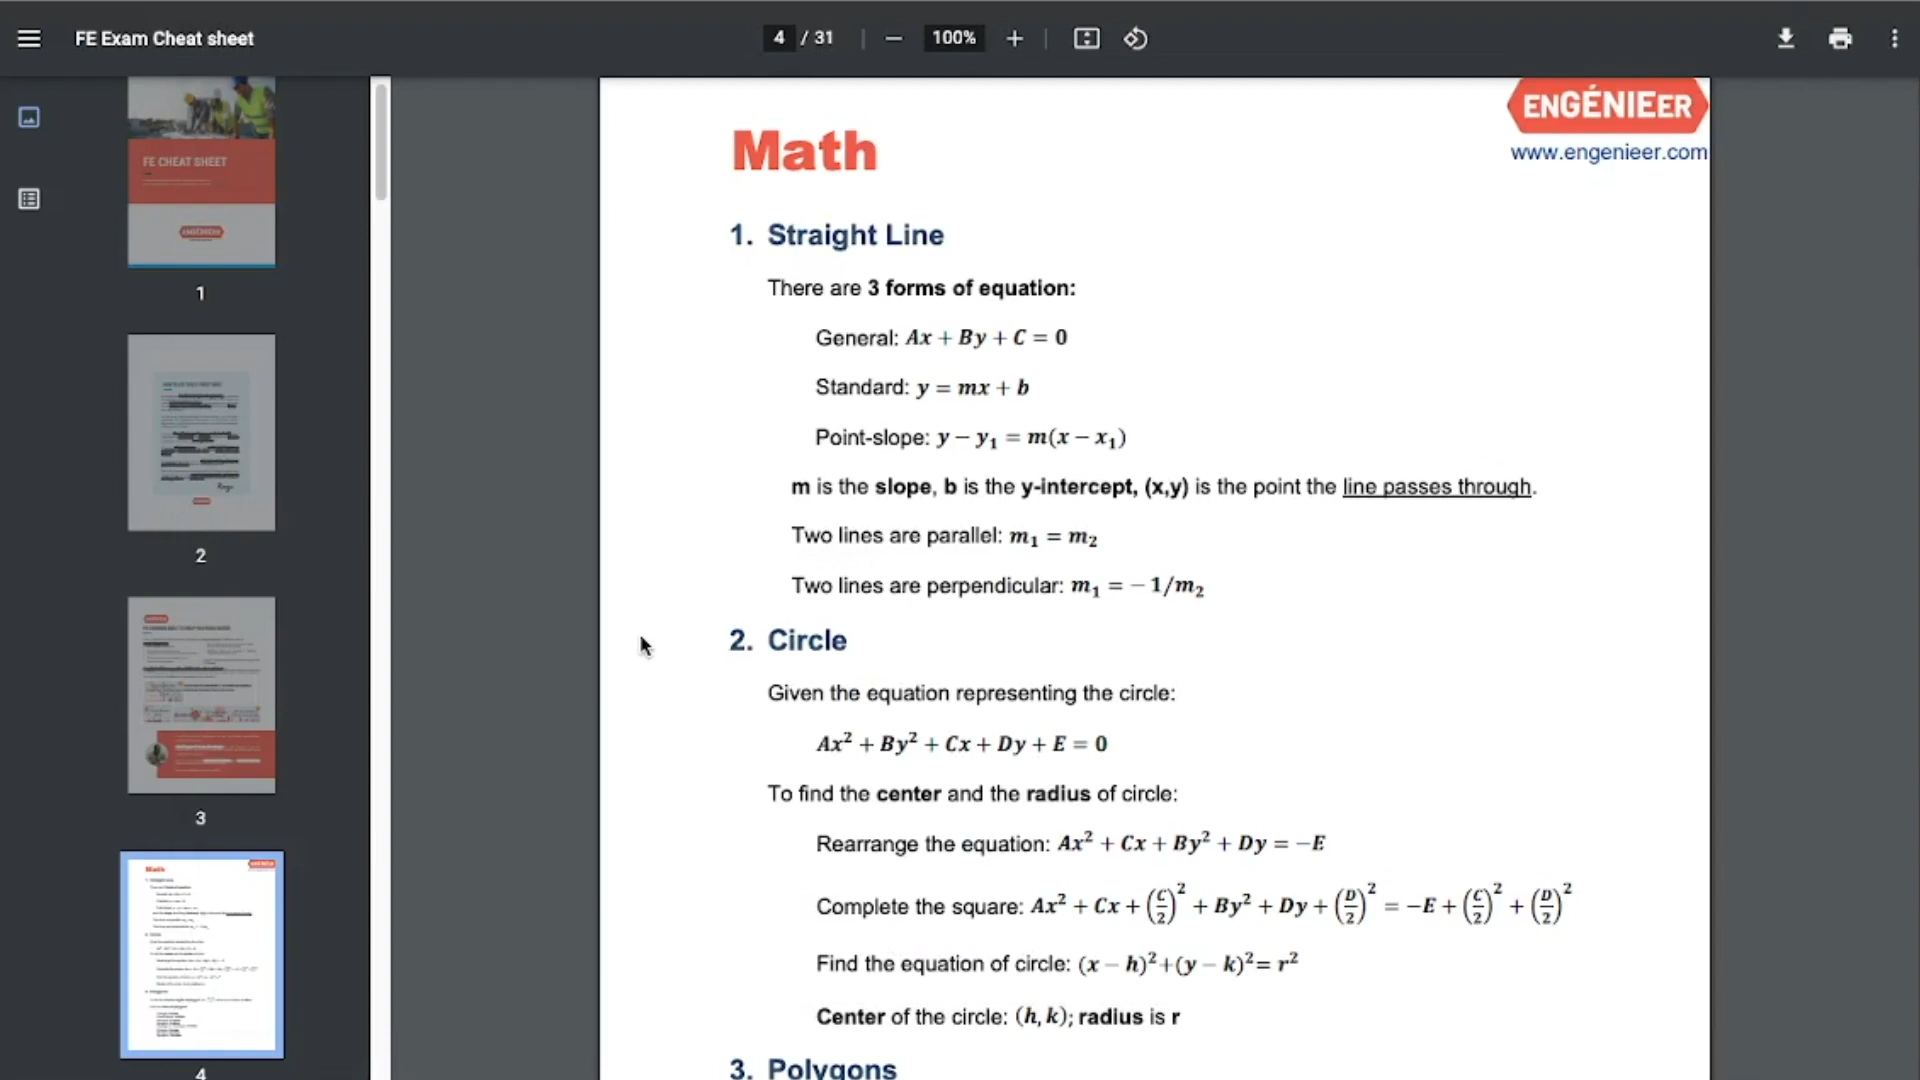 FE Exam Cheat sheet
4 / 31
100%
FE CHEAT SHEET
1
2
3
4
ENGÉNIEER
www.engenieer.com
Math
1. Straight Line
There are 3 forms of equation:
General: Ax + By + C = 0
Standard: y = mx + b
Point-slope: y − y₁ = m(x − x₁)
m is the slope, b is the y-intercept, (x,y) is the point the line passes through.
Two lines are parallel: m₁ = m₂
Two lines are perpendicular: m₁ = − 1/m₂
2. Circle
Given the equation representing the circle:
Ax² + By² + Cx + Dy + E = 0
To find the center and the radius of circle:
Rearrange the equation: Ax² + Cx + By² + Dy = −E
Complete the square: Ax² + Cx + (C/2)² + By² + Dy + (D/2)² = −E + (C/2)² + (D/2)²
Find the equation of circle: (x − h)²+(y − k)²= r²
Center of the circle: (h, k); radius is r
3. Polygons